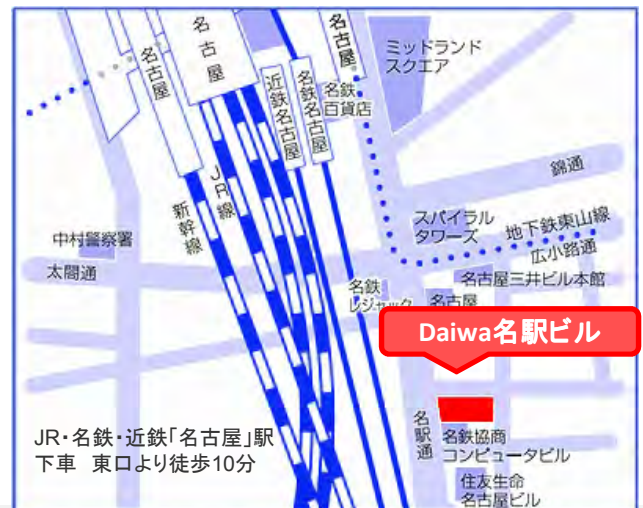 名古屋
名古屋
名古屋
ミッドランド
スクエア
近鉄名古屋
名鉄名古屋
名鉄
百貨店
錦通
JR線
新幹線
スパイラル
タワーズ
地下鉄東山線
広小路通
中村警察署
太閤通
名古屋三井ビル本館
名鉄
レジャック
名古屋
Daiwa名駅ビル
名駅通
名鉄協商
コンピュータビル
JR・名鉄・近鉄「名古屋」駅
下車 東口より徒歩10分
住友生命
名古屋ビル